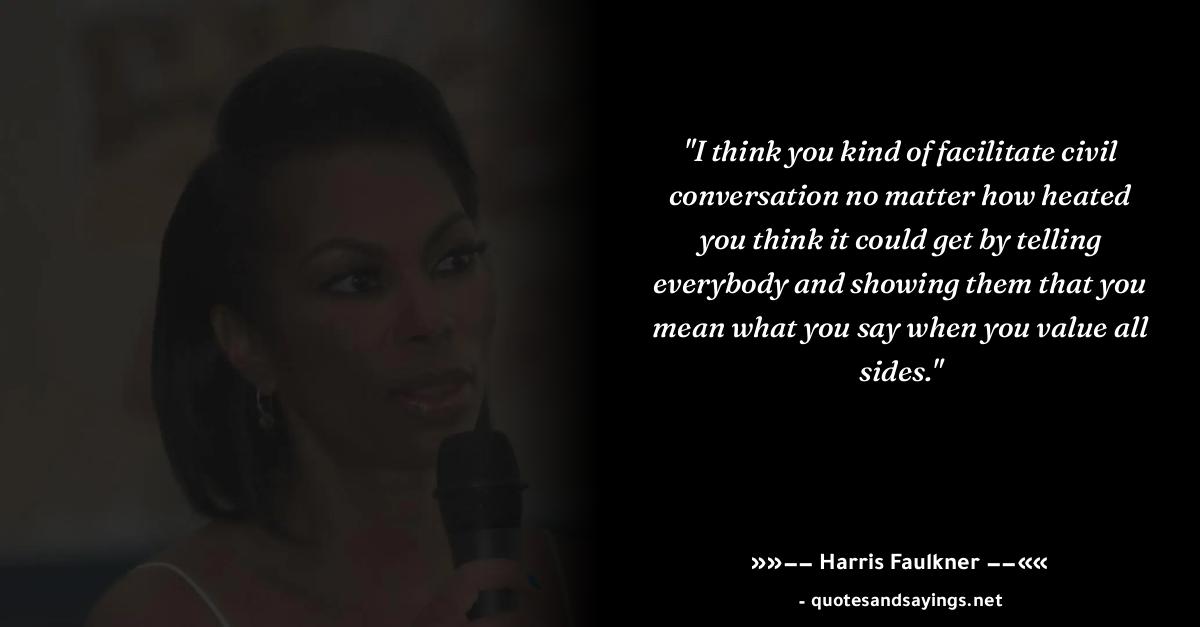 "I think you kind of facilitate civil
conversation no matter how heated
you think it could get by telling
everybody and showing them that you
mean what you say when you value all
sides."
»»−− Harris Faulkner −−««
- quotesandsayings.net